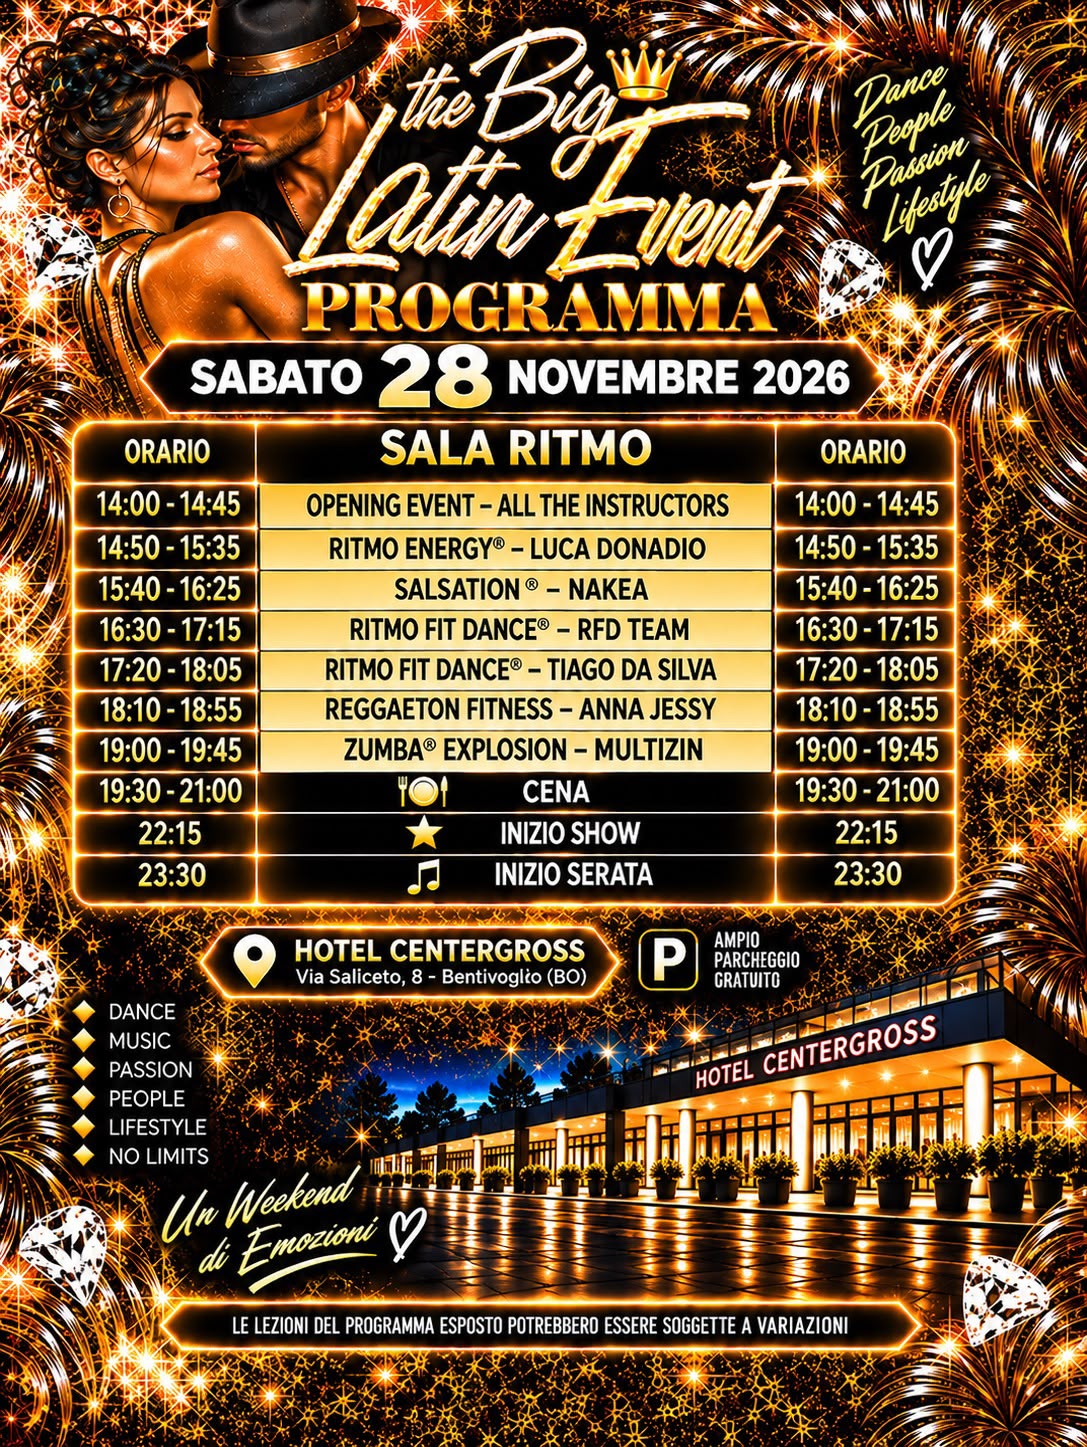 the Big
Latin Event
Dance
People
Passion
Lifestyle
PROGRAMMA
SABATO 28 NOVEMBRE 2026
ORARIO SALA RITMO ORARIO
14:00 - 14:45 OPENING EVENT – ALL THE INSTRUCTORS 14:00 - 14:45
14:50 - 15:35 RITMO ENERGY® – LUCA DONADIO 14:50 - 15:35
15:40 - 16:25 SALSATION ® – NAKEA 15:40 - 16:25
16:30 - 17:15 RITMO FIT DANCE® – RFD TEAM 16:30 - 17:15
17:20 - 18:05 RITMO FIT DANCE® – TIAGO DA SILVA 17:20 - 18:05
18:10 - 18:55 REGGAETON FITNESS – ANNA JESSY 18:10 - 18:55
19:00 - 19:45 ZUMBA® EXPLOSION – MULTIZIN 19:00 - 19:45
19:30 - 21:00 CENA 19:30 - 21:00
22:15 INIZIO SHOW 22:15
23:30 INIZIO SERATA 23:30
HOTEL CENTERGROSS
Via Saliceto, 8 - Bentivoglio (BO)
P
AMPIO
PARCHEGGIO
GRATUITO
DANCE
MUSIC
PASSION
PEOPLE
LIFESTYLE
NO LIMITS
HOTEL CENTERGROSS
Un Weekend
di Emozioni
LE LEZIONI DEL PROGRAMMA ESPOSTO POTREBBERO ESSERE SOGGETTE A VARIAZIONI